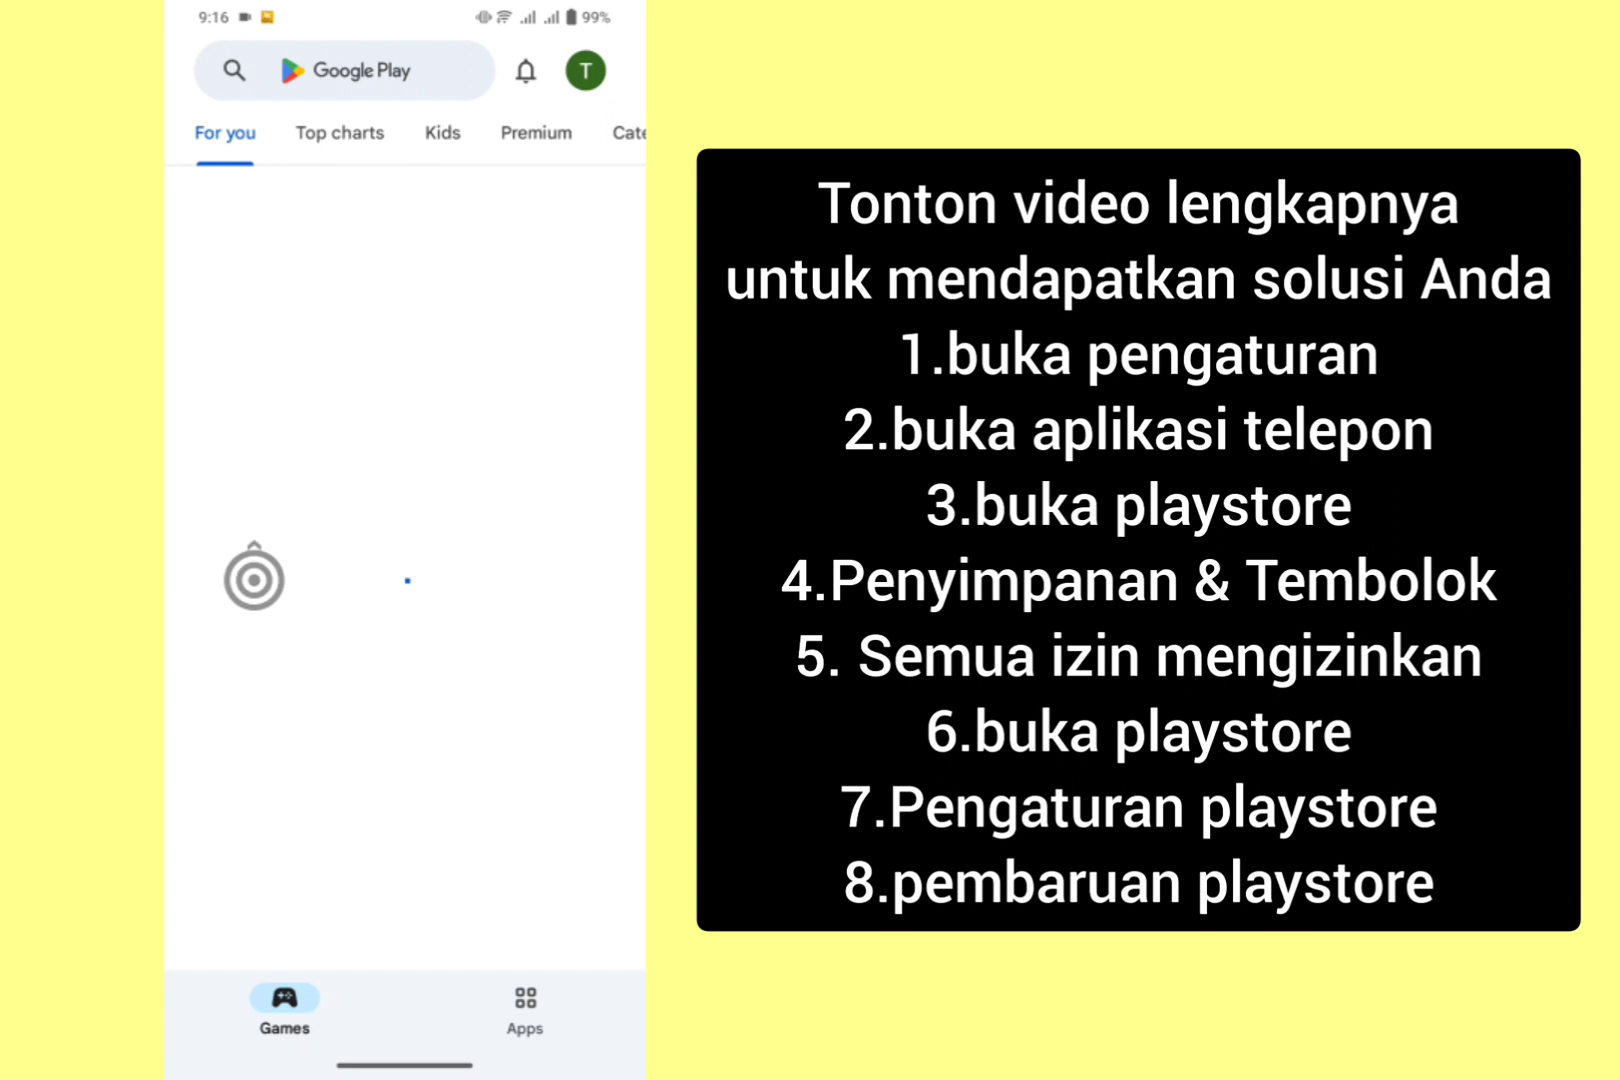 9:16
99%
Google Play
T
For you
Top charts
Kids
Premium
Cate
Games
Apps
Tonton video lengkapnya
untuk mendapatkan solusi Anda
1.buka pengaturan
2.buka aplikasi telepon
3.buka playstore
4.Penyimpanan & Tembolok
5. Semua izin mengizinkan
6.buka playstore
7.Pengaturan playstore
8.pembaruan playstore